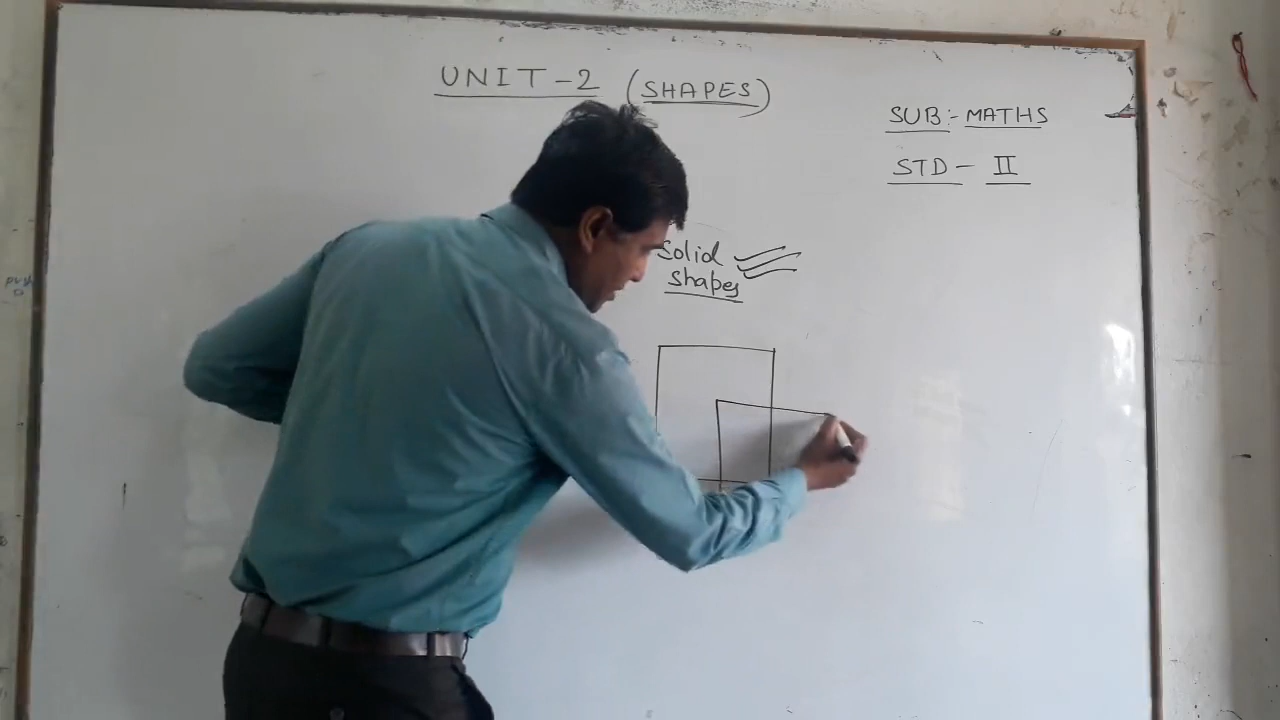 UNIT-2 (SHAPES)
SUB:- MATHS
STD - II
Solid
shapes